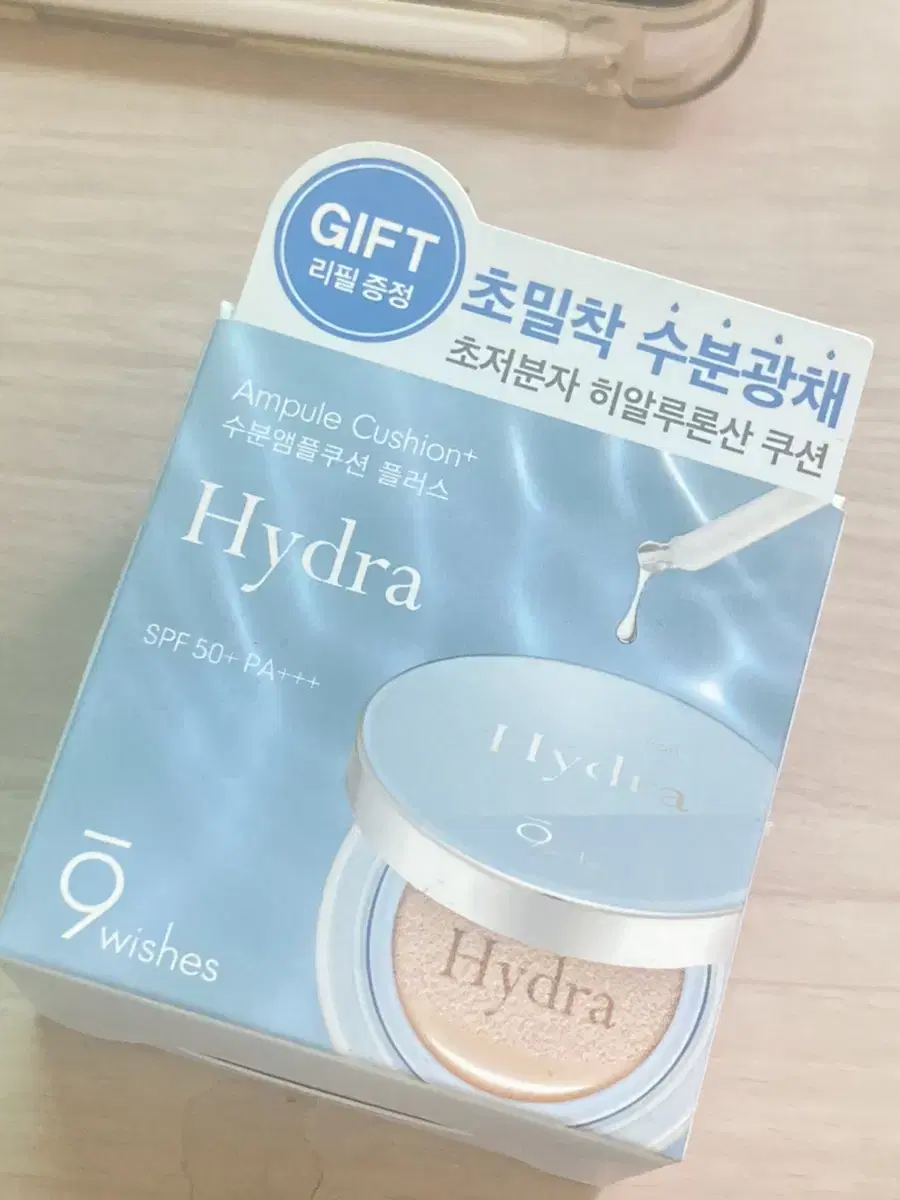 GIFT
리필 증정
초밀착 수분광채
초저분자 히알루론산 쿠션
Ampule Cushion+
수분앰플쿠션 플러스
Hydra
SPF 50+ PA+++
Hydra
9
Hydra
9wishes